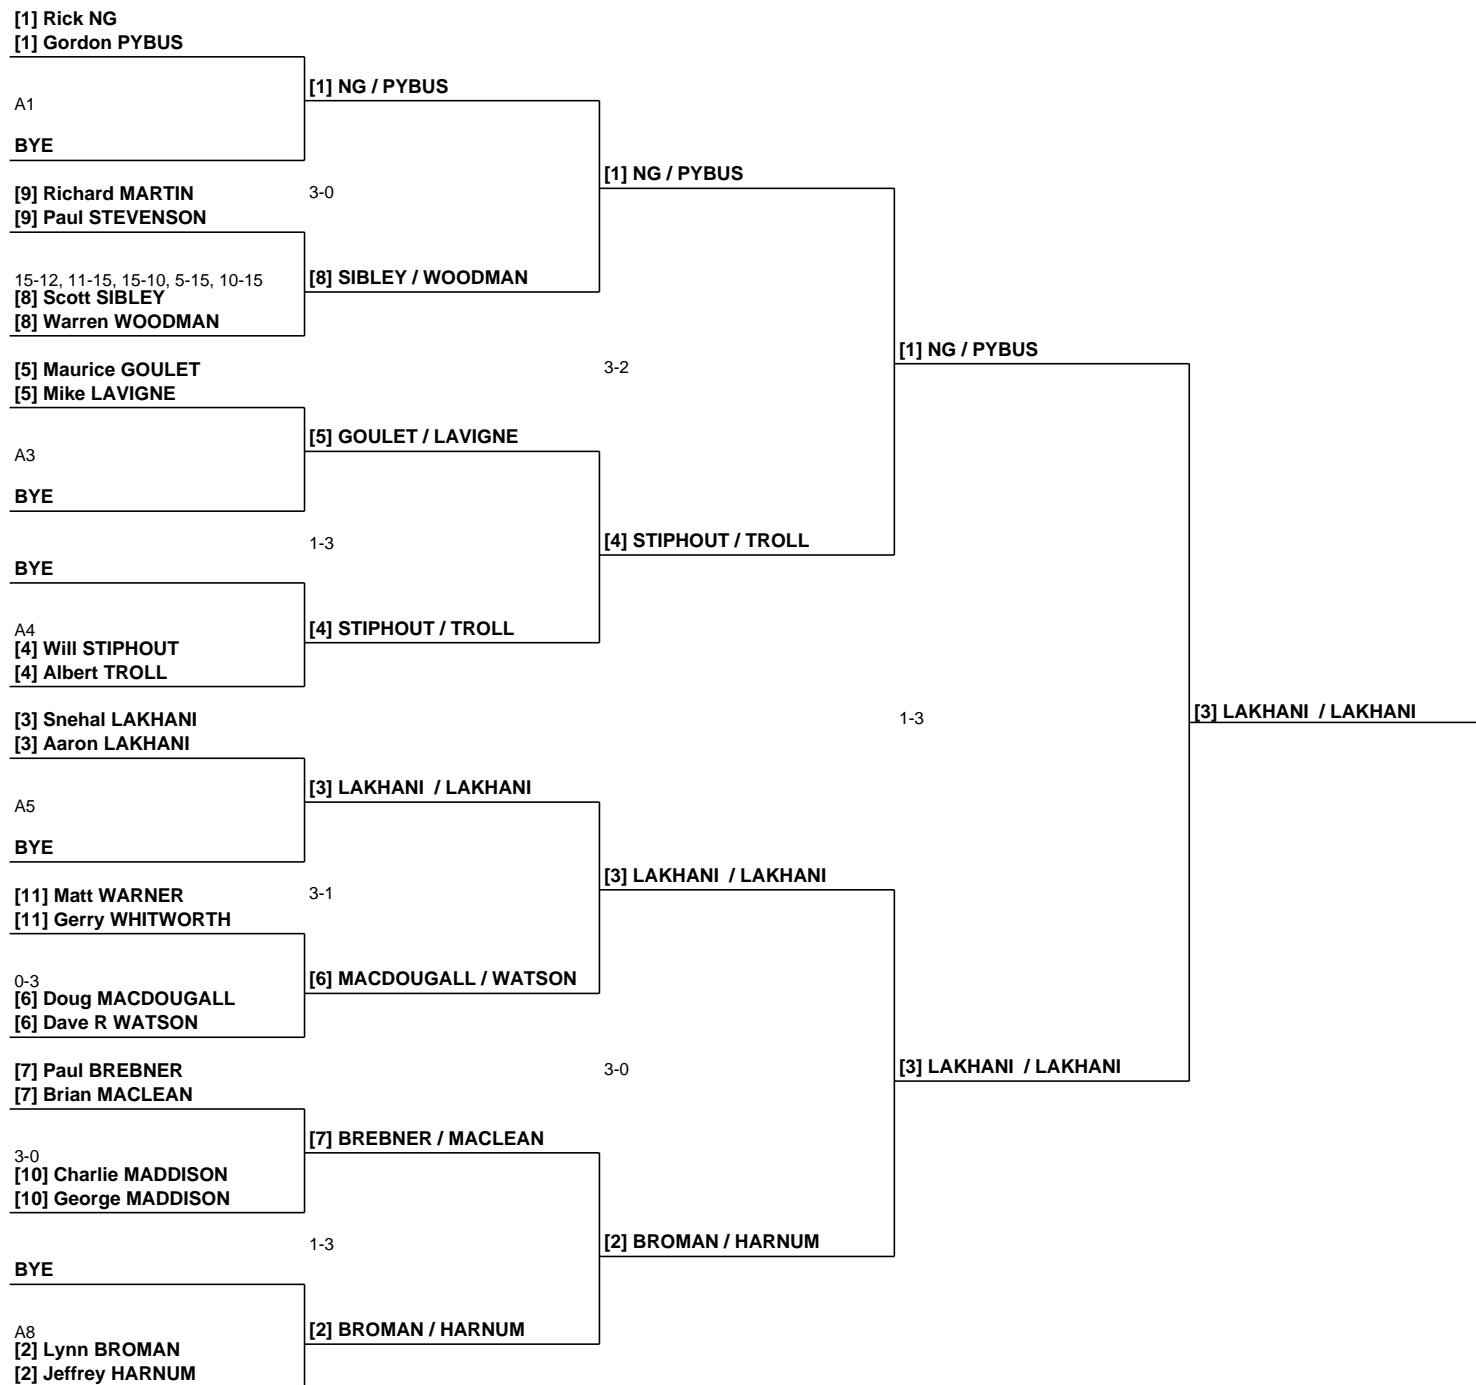 [1] Rick NG
[1] Gordon PYBUS
[1] NG / PYBUS
A1
BYE
[1] NG / PYBUS
[9] Richard MARTIN
3-0
[9] Paul STEVENSON
15-12, 11-15, 15-10, 5-15, 10-15
[8] SIBLEY / WOODMAN
[8] Scott SIBLEY
[8] Warren WOODMAN
[1] NG / PYBUS
[5] Maurice GOULET
3-2
[5] Mike LAVIGNE
[5] GOULET / LAVIGNE
A3
BYE
1-3
[4] STIPHOUT / TROLL
BYE
A4
[4] STIPHOUT / TROLL
[4] Will STIPHOUT
[4] Albert TROLL
[3] Snehal LAKHANI
1-3
[3] LAKHANI / LAKHANI
[3] Aaron LAKHANI
[3] LAKHANI / LAKHANI
A5
BYE
[3] LAKHANI / LAKHANI
[11] Matt WARNER
3-1
[11] Gerry WHITWORTH
0-3
[6] MACDOUGALL / WATSON
[6] Doug MACDOUGALL
[6] Dave R WATSON
[7] Paul BREBNER
3-0
[3] LAKHANI / LAKHANI
[7] Brian MACLEAN
[7] BREBNER / MACLEAN
3-0
[10] Charlie MADDISON
[10] George MADDISON
1-3
[2] BROMAN / HARNUM
BYE
A8
[2] BROMAN / HARNUM
[2] Lynn BROMAN
[2] Jeffrey HARNUM